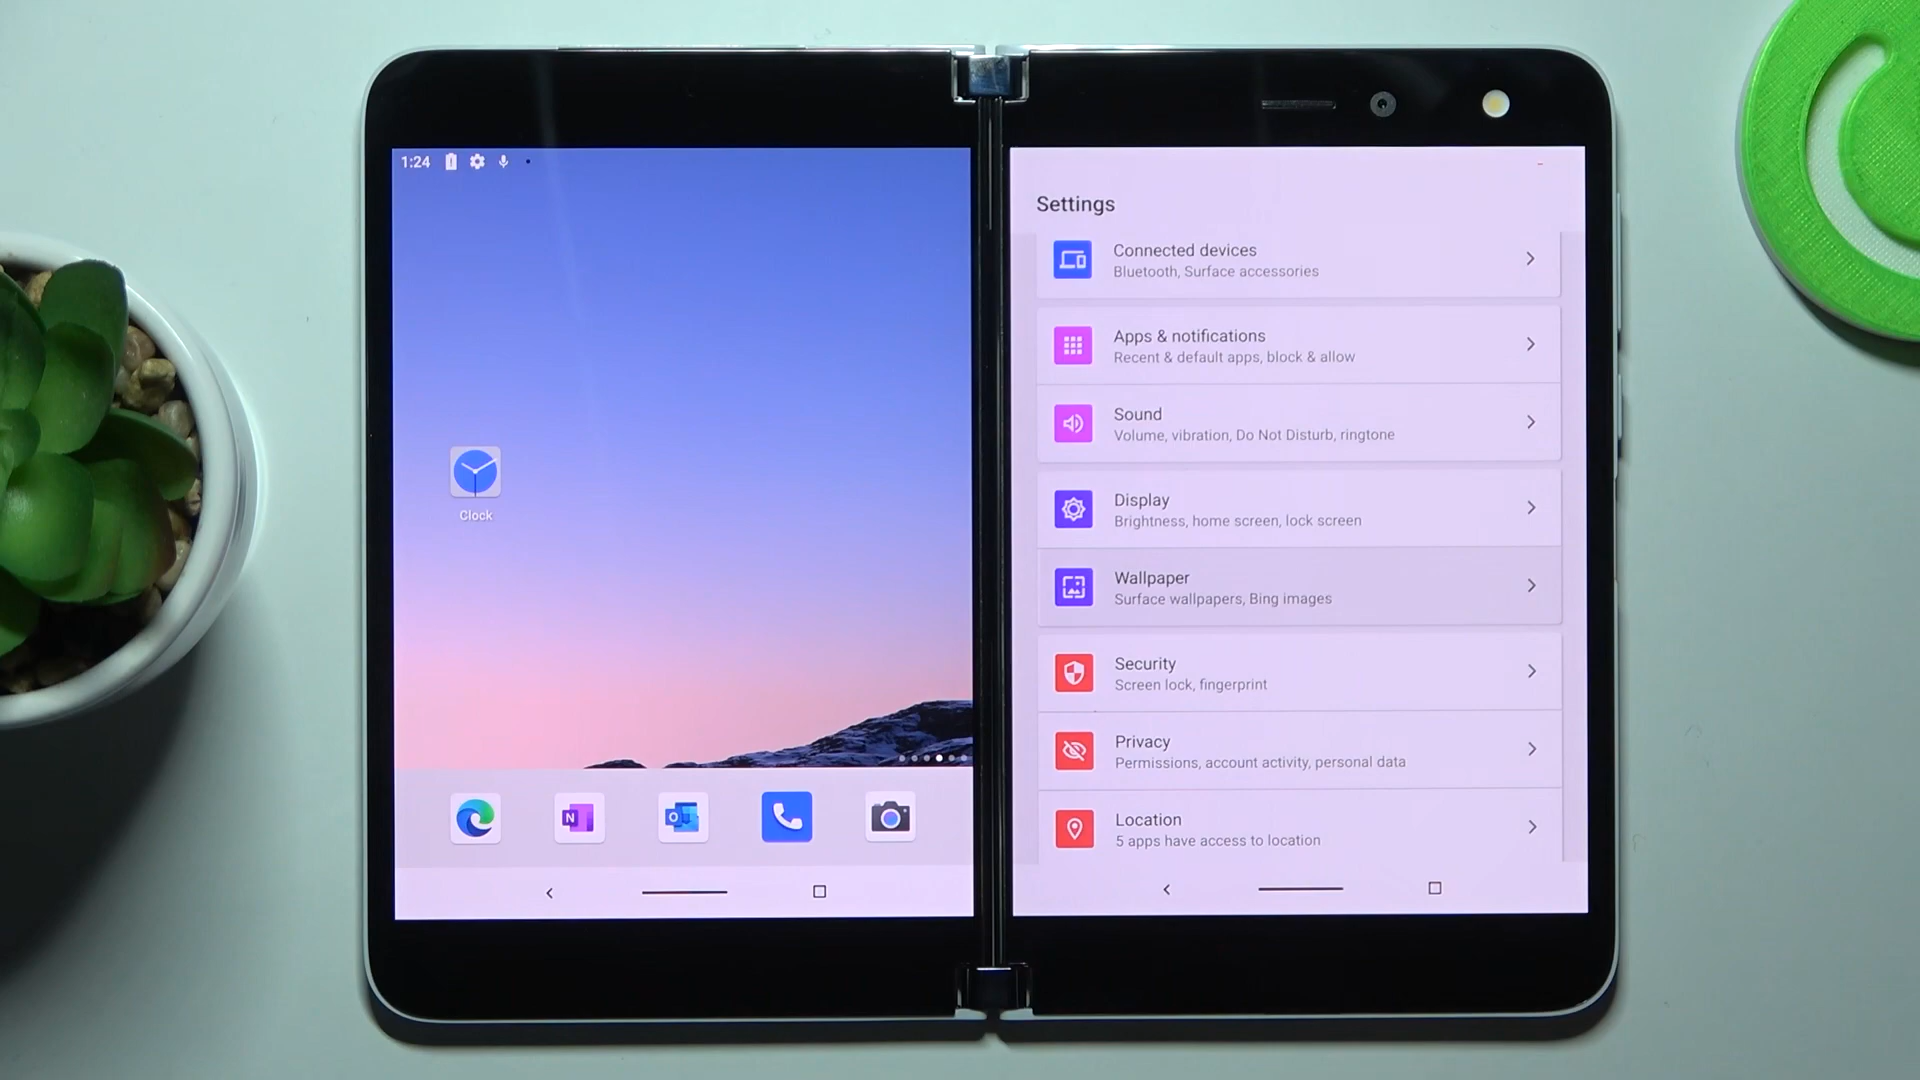 1:24
Clock
N
Settings
Connected devices
Bluetooth, Surface accessories
Apps & notifications
Recent & default apps, block & allow
Sound
Volume, vibration, Do Not Disturb, ringtone
Display
Brightness, home screen, lock screen
Wallpaper
Surface wallpapers, Bing images
Security
Screen lock, fingerprint
Privacy
Permissions, account activity, personal data
Location
5 apps have access to location